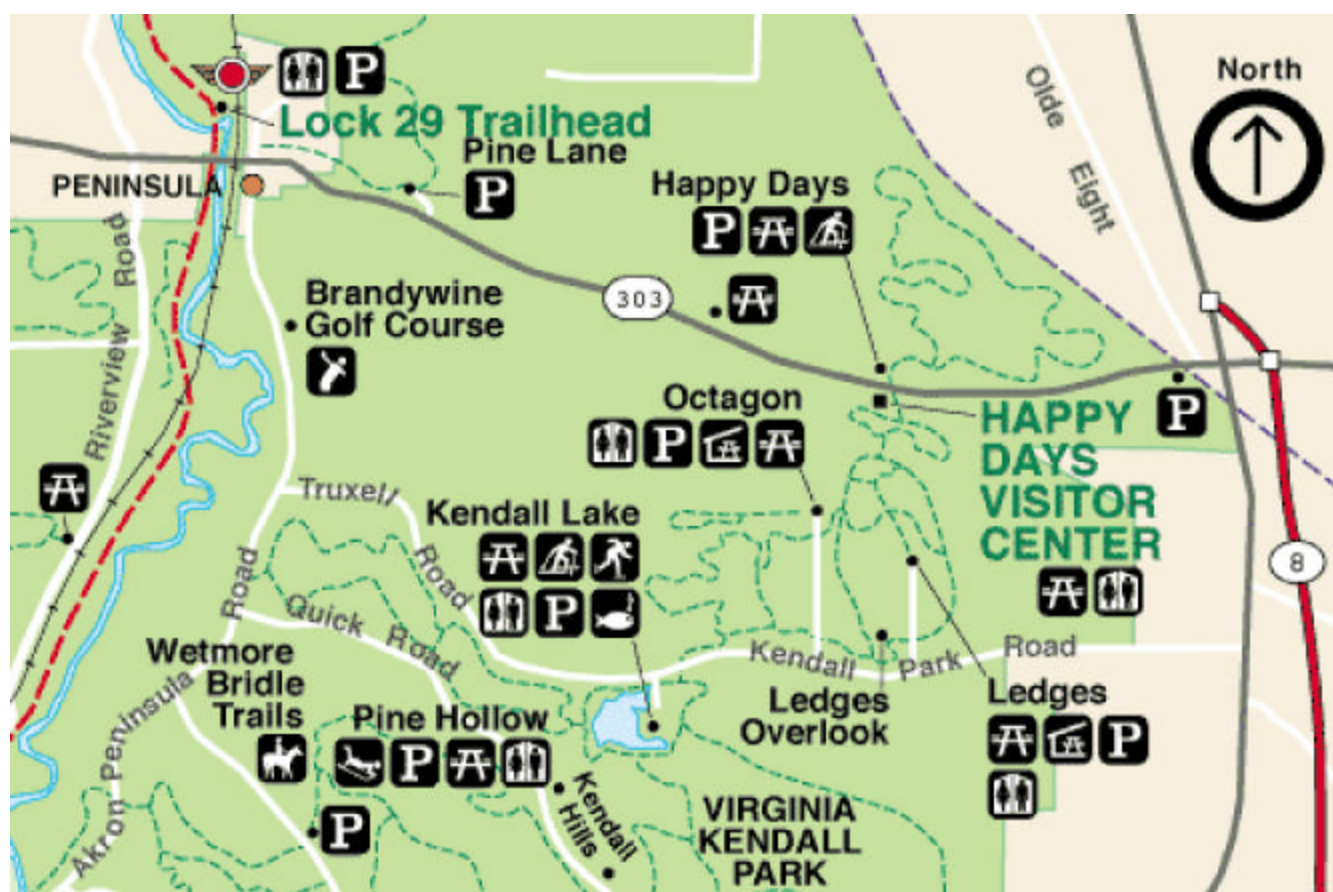 North
Olde Eight
P
Lock 29 Trailhead
Pine Lane
P
PENINSULA
Happy Days
P
Riverview Road
303
Brandywine
Golf Course
Octagon
P
HAPPY
DAYS
VISITOR
CENTER
P
Truxel/
Road
Kendall Lake
P
8
Road
Quick Road
Kendall Park Road
Wetmore
Bridle
Trails
Akron Peninsula
Pine Hollow
P
Ledges
Overlook
Ledges
P
Kendall
Hills
VIRGINIA
KENDALL
PARK
P